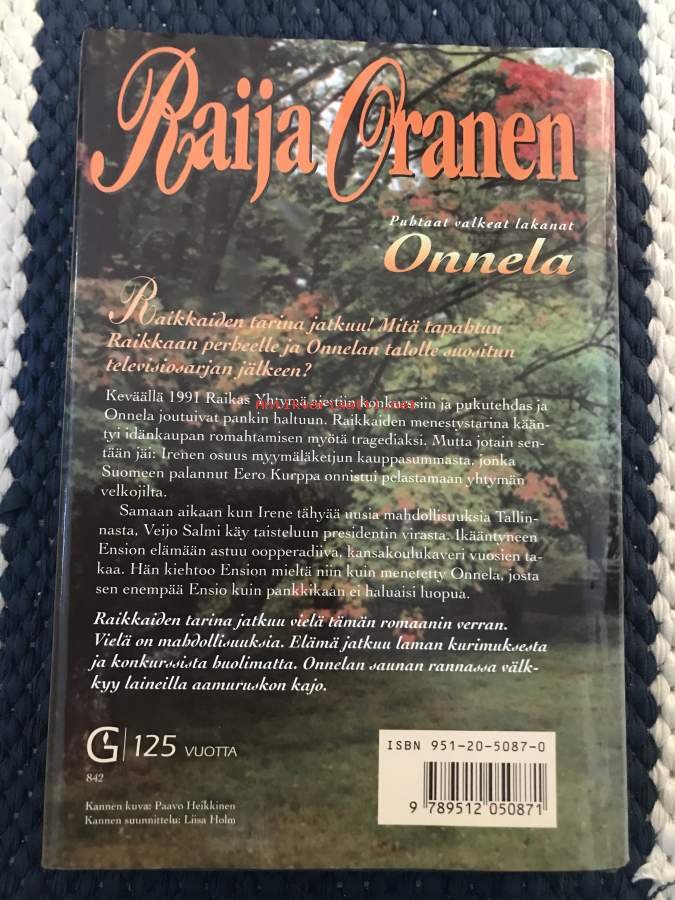 Raija Oranen
Puhtaat valkeat lakanat
Onnela
Raikkaiden tarina jatkuu! Mitä tapahtuu
Raikkaan perheelle ja Onnelan talolle suositun
televisiosarjan jälkeen?
Keväällä 1991 Raikas Yhtymä ajettiin konkurssiin ja pukutehdas ja
Onnela joutuivat pankin haltuun. Raikkaiden menestystarina kään-
tyi idänkaupan romahtamisen myötä tragediaksi. Mutta jotain sen-
tään jäi: Irenen osuus myymäläketjun kauppasummasta, jonka
Suomeen palannut Eero Kurppa onnistui pelastamaan yhtymän
velkojilta.
Samaan aikaan kun Irene tähyää uusia mahdollisuuksia Tallin-
nasta, Veijo Salmi käy taisteluun presidentin virasta. Ikääntyneen
Ension elämään astuu oopperadiiva, kansakoulukaveri vuosien ta-
kaa. Hän kiehtoo Ension mieltä niin kuin menetetty Onnela, josta
sen enempää Ensio kuin pankkikaan ei haluaisi luopua.
Raikkaiden tarina jatkuu vielä tämän romaanin verran.
Vielä on mahdollisuuksia. Elämä jatkuu laman kurimuksesta
ja konkurssista huolimatta. Onnelan saunan rannassa välk-
kyy laineilla aamuruskon kajo.
G 125 VUOTTA
842
Kannen kuva: Paavo Heikkinen
Kannen suunnittelu: Liisa Holm
ISBN 951-20-5087-0
9 789512 050871